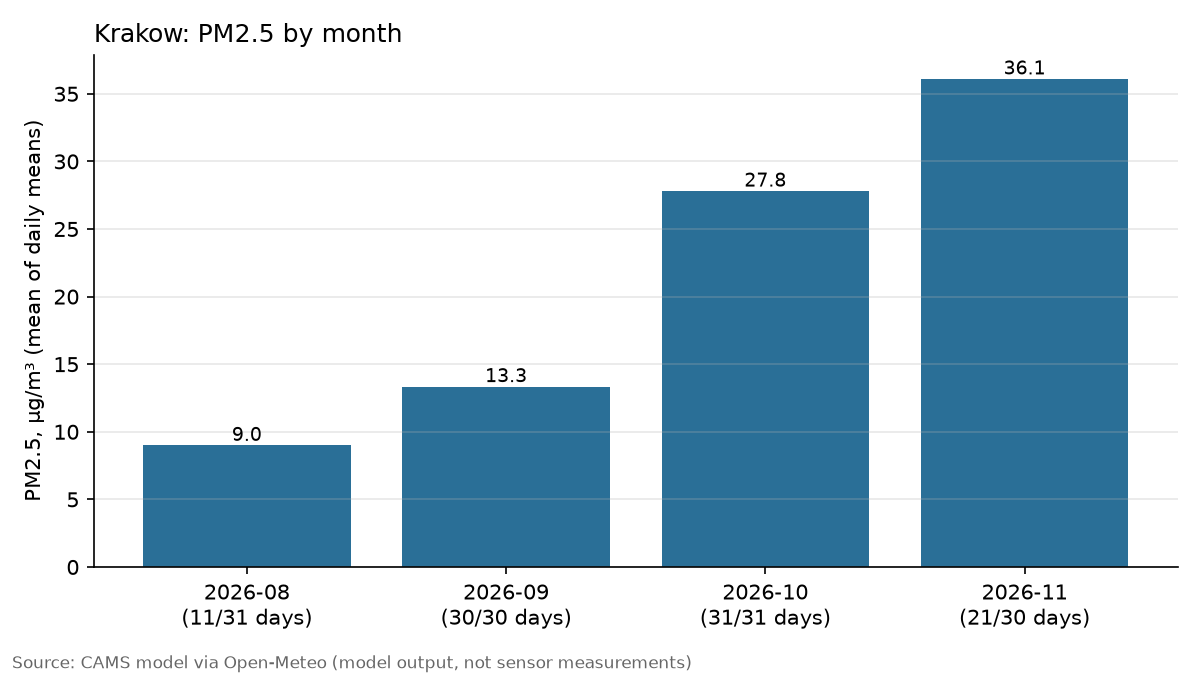 Krakow: PM2.5 by month
PM2.5, µg/m³ (mean of daily means)
35
30
25
20
15
10
5
0
9.0
13.3
27.8
36.1
2026-08
(11/31 days)
2026-09
(30/30 days)
2026-10
(31/31 days)
2026-11
(21/30 days)
Source: CAMS model via Open-Meteo (model output, not sensor measurements)